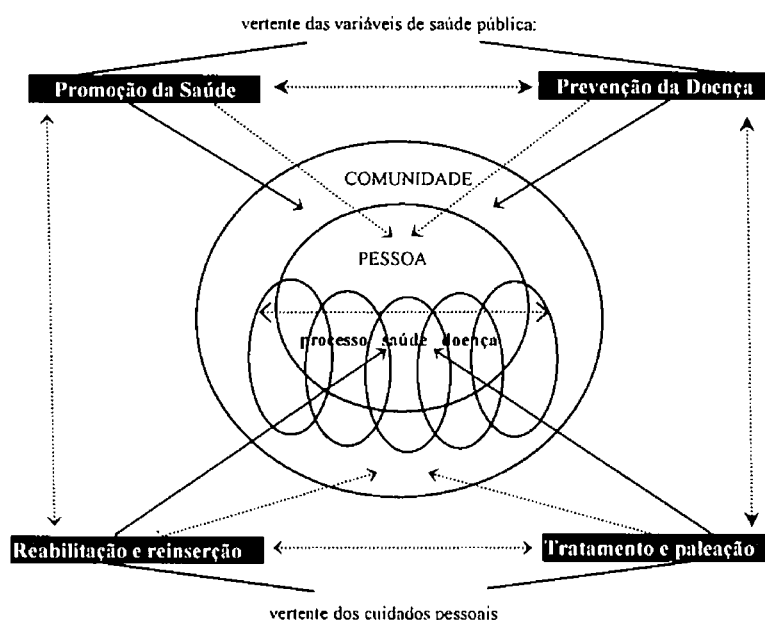 vertente das variáveis de saúde pública:
Promoção da Saúde
Prevenção da Doença
COMUNIDADE
PESSOA
processo saúde doença
Reabilitação e reinserção
Tratamento e paleação
vertente dos cuidados pessoais